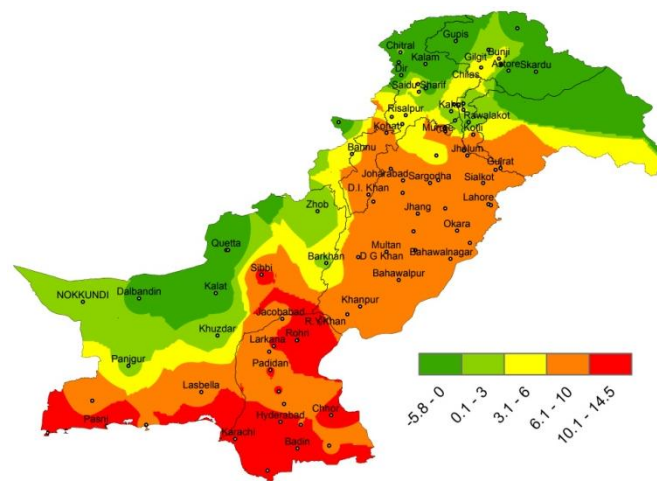 Gupis
Chitral
Bunji
Gilgit
Kalam
Astore
Skardu
Dir
Chilas
Saidu Sharif
Risalpur
Rawalakot
Kohat
Kotli
Bannu
Jhelum
Gujrat
Joharabad
Sargodha
Sialkot
D.I. Khan
Lahore
Zhob
Jhang
Okara
Quetta
Multan
Barkhan
D G Khan
Bahawalnagar
Sibbi
Bahawalpur
NOKKUNDI
Dalbandin
Kalat
Khanpur
Jacobabad
R.Y.Khan
Khuzdar
Rohri
Larkana
Panjgur
Padidan
Lasbella
Pasni
Hyderabad
Chhor
Karachi
Badin
-5.8 - 0
0.1 - 3
3.1 - 6
6.1 - 10
10.1 - 14.5